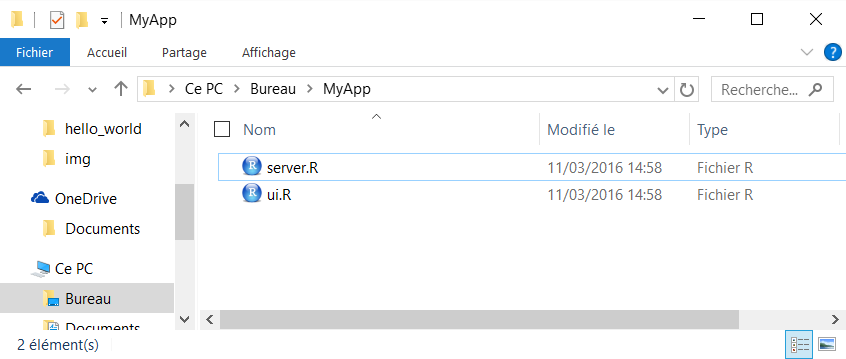 MyApp
Fichier Accueil Partage Affichage
Ce PC Bureau MyApp Recherche...
hello_world
img
OneDrive
Documents
Ce PC
Bureau
Documents
Nom Modifié le Type
server.R 11/03/2016 14:58 Fichier R
ui.R 11/03/2016 14:58 Fichier R
2 élément(s)